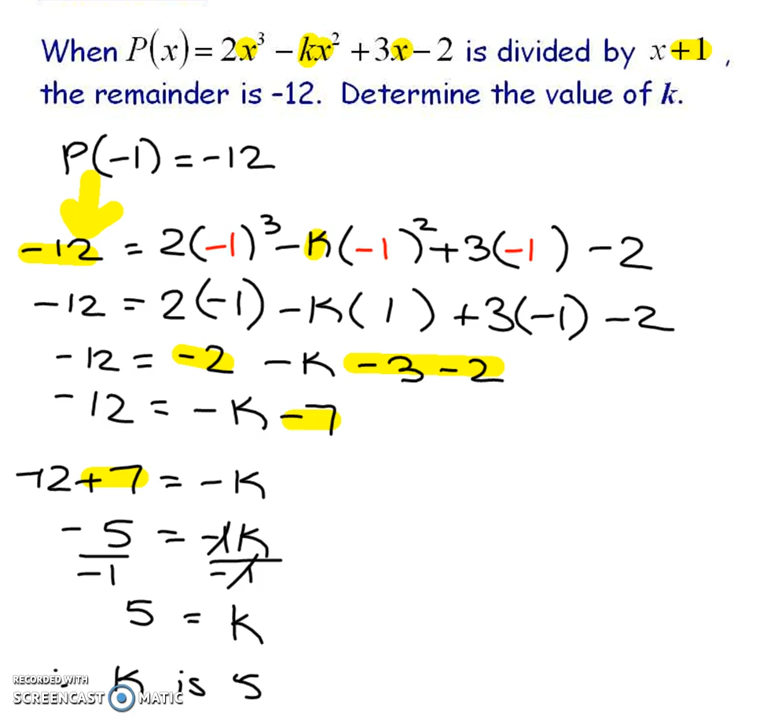 When P(x) = 2x³ − kx² + 3x − 2 is divided by x + 1 ,
the remainder is -12. Determine the value of k.
P(-1) = -12
-12 = 2(-1)³ - K(-1)² + 3(-1) - 2
-12 = 2(-1) - K(1) + 3(-1) - 2
-12 = -2 - K - 3 - 2
-12 = -K - 7
-12 + 7 = -K
-5 = -1K
-1 -1
5 = K
K is 5
RECORDED WITH
SCREENCAST MATIC